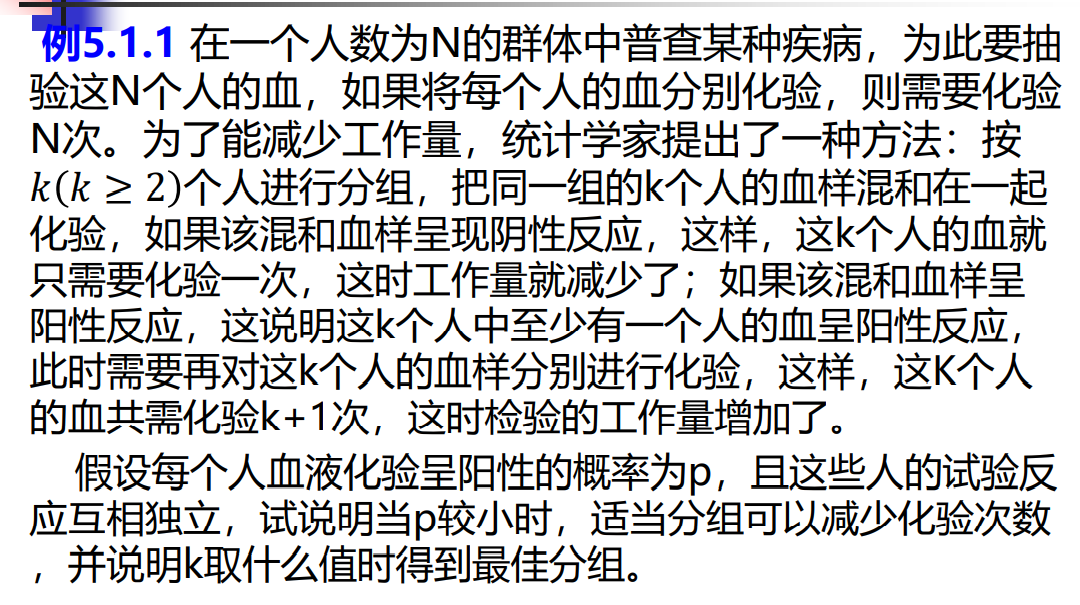 例5.1.1 在一个人数为N的群体中普查某种疾病，为此要抽
验这N个人的血，如果将每个人的血分别化验，则需要化验
N次。为了能减少工作量，统计学家提出了一种方法：按
k(k ≥ 2)个人进行分组，把同一组的k个人的血样混和在一起
化验，如果该混和血样呈现阴性反应，这样，这k个人的血就
只需要化验一次，这时工作量就减少了；如果该混和血样呈
阳性反应，这说明这k个人中至少有一个人的血呈阳性反应，
此时需要再对这k个人的血样分别进行化验，这样，这K个人
的血共需化验k+1次，这时检验的工作量增加了。
假设每个人血液化验呈阳性的概率为p，且这些人的试验反
应互相独立，试说明当p较小时，适当分组可以减少化验次数
，并说明k取什么值时得到最佳分组。